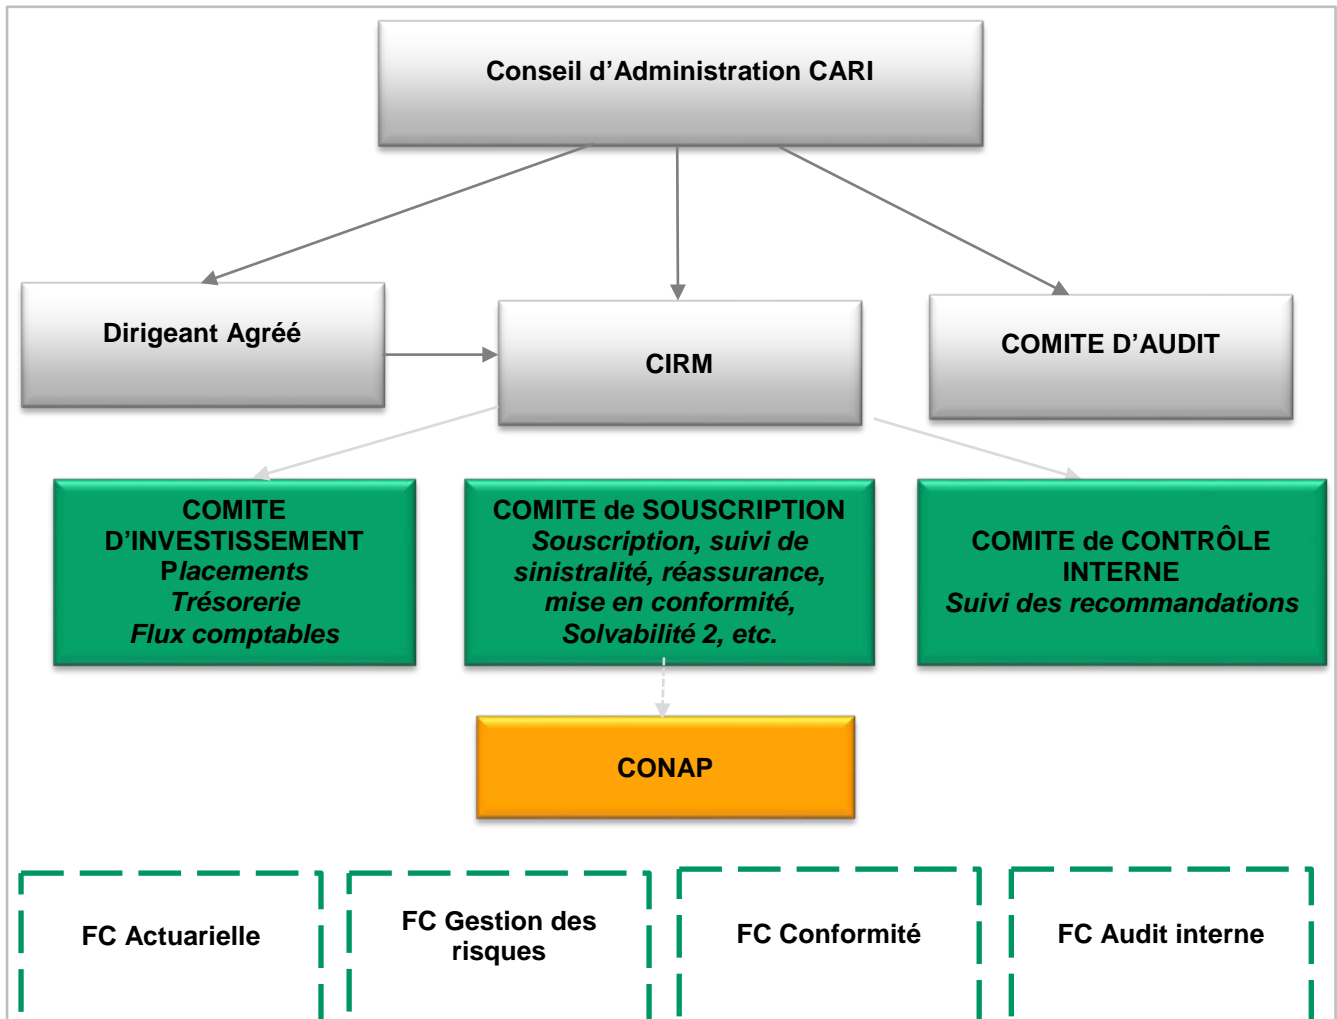 Conseil d'Administration CARI
Dirigeant Agréé
CIRM
COMITE D'AUDIT
COMITE
D'INVESTISSEMENT
Placements
Trésorerie
Flux comptables
COMITE de SOUSCRIPTION
Souscription, suivi de
sinistralité, réassurance,
mise en conformité,
Solvabilité 2, etc.
COMITE de CONTRÔLE
INTERNE
Suivi des recommandations
CONAP
FC Actuarielle
FC Gestion des
risques
FC Conformité
FC Audit interne